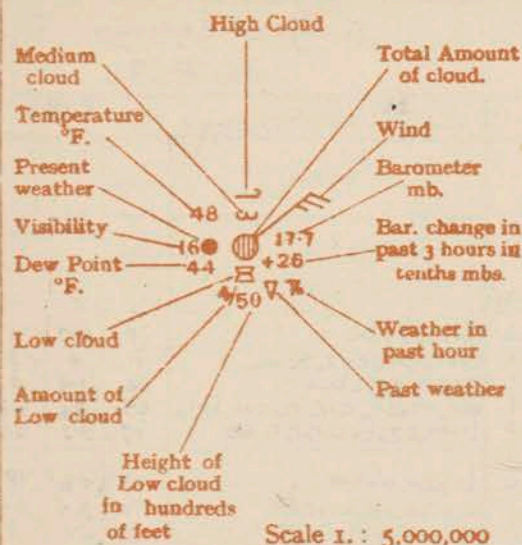 High Cloud
Medium
cloud
Total Amount
of cloud.
Temperature
°F.
Wind
Present
weather
Barometer
mb.
48
Visibility
16
17.7
Bar. change in
past 3 hours in
tenths mbs.
Dew Point
°F.
44
+26
50
Low cloud
Weather in
past hour
Amount of
Low cloud
Past weather
Height of
Low cloud
in hundreds
of feet
Scale 1. : 5,000,000